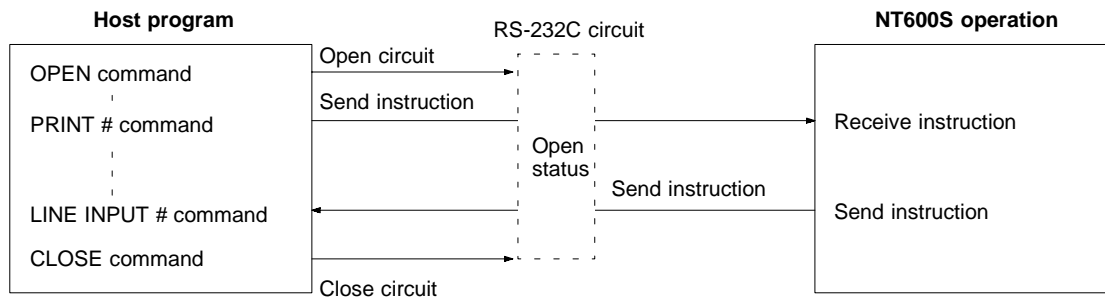 Host program
NT600S operation
RS-232C circuit
OPEN command
Open circuit
PRINT # command
Send instruction
Receive instruction
Open
status
LINE INPUT # command
Send instruction
Send instruction
CLOSE command
Close circuit